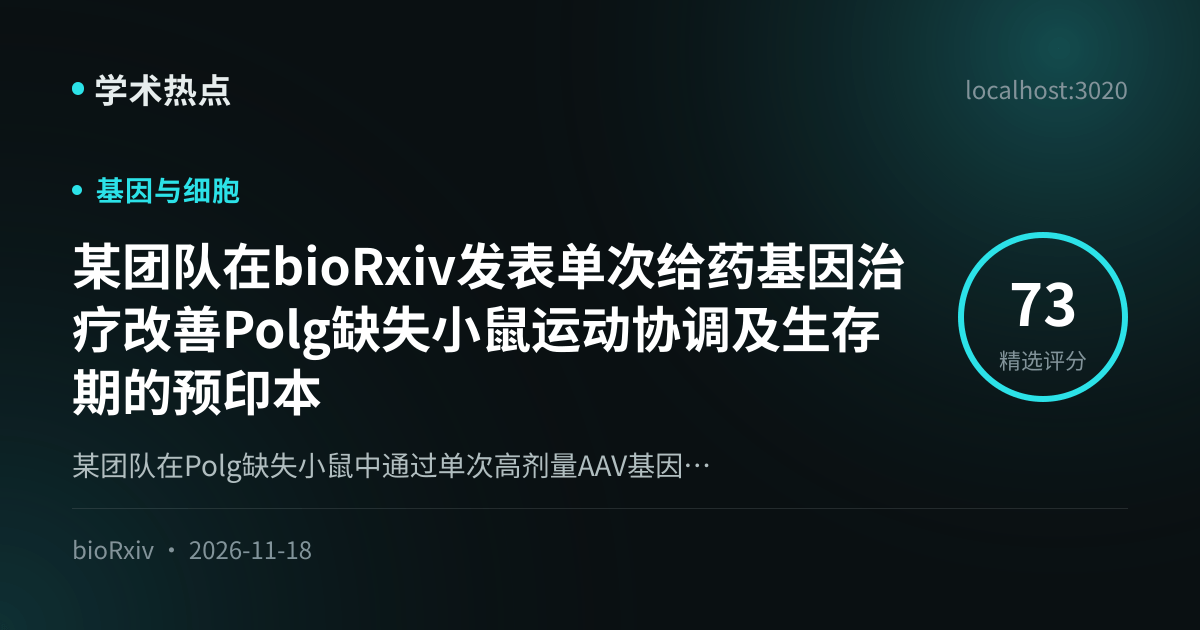 学术热点
localhost:3020
基因与细胞
某团队在bioRxiv发表单次给药基因治
疗改善Polg缺失小鼠运动协调及生存
期的预印本
73
精选评分
某团队在Polg缺失小鼠中通过单次高剂量AAV基因…
bioRxiv · 2026-11-18